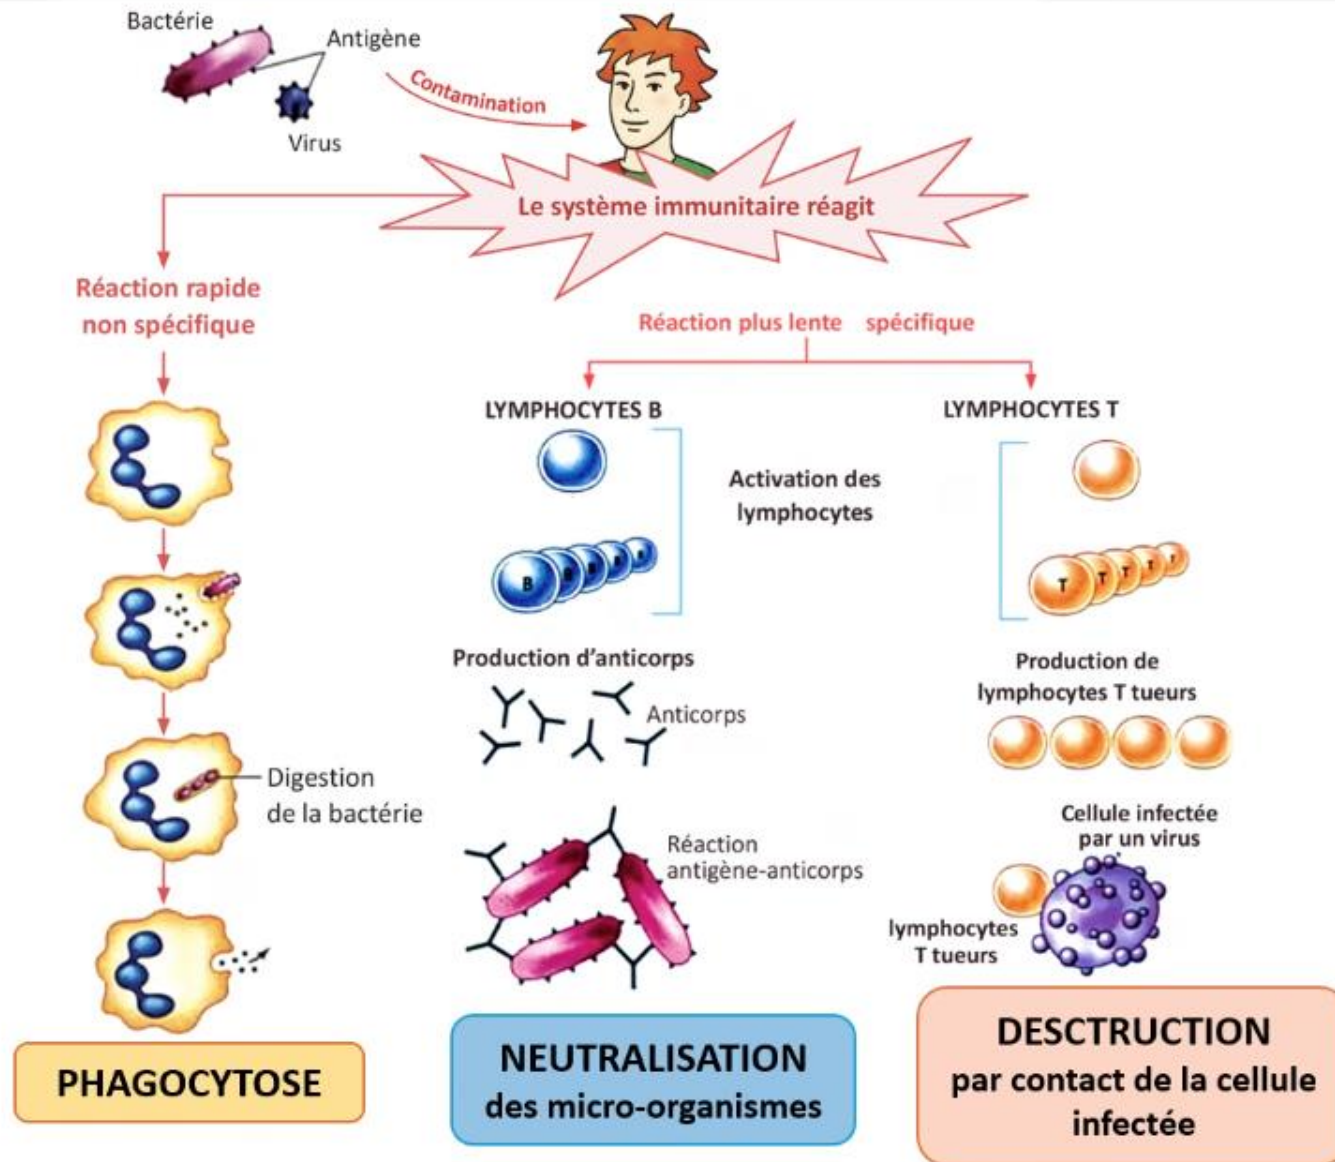 Bactérie
Antigène
Virus
Contamination
Le système immunitaire réagit
Réaction rapide
non spécifique
Digestion
de la bactérie
PHAGOCYTOSE
Réaction plus lente spécifique
LYMPHOCYTES B
B
B
B
B
B
Activation des
lymphocytes
Production d’anticorps
Anticorps
Réaction
antigène-anticorps
NEUTRALISATION
des micro-organismes
LYMPHOCYTES T
T
T
T
T
T
Production de
lymphocytes T tueurs
Cellule infectée
par un virus
lymphocytes
T tueurs
DESCTRUCTION
par contact de la cellule
infectée